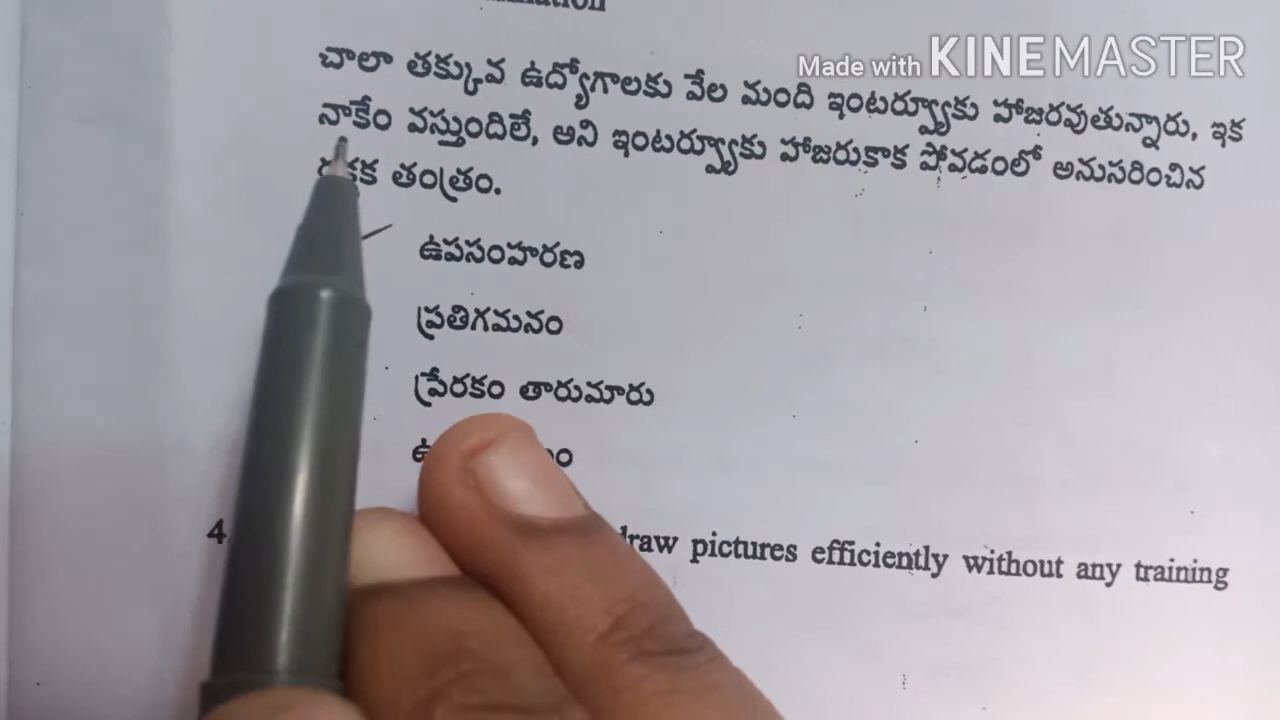 Made with KINEMASTER
చాలా తక్కువ ఉద్యోగాలకు వేల మంది ఇంటర్వ్యూకు హాజరవుతున్నారు, ఇక
నాకేం వస్తుందిలే, అని ఇంటర్వ్యూకు హాజరుకాక పోవడంలో అనుసరించిన
తంత్రం.
ఉపసంహరణ
ప్రతిగమనం
ప్రేరకం తారుమారు
4.
draw pictures efficiently without any training